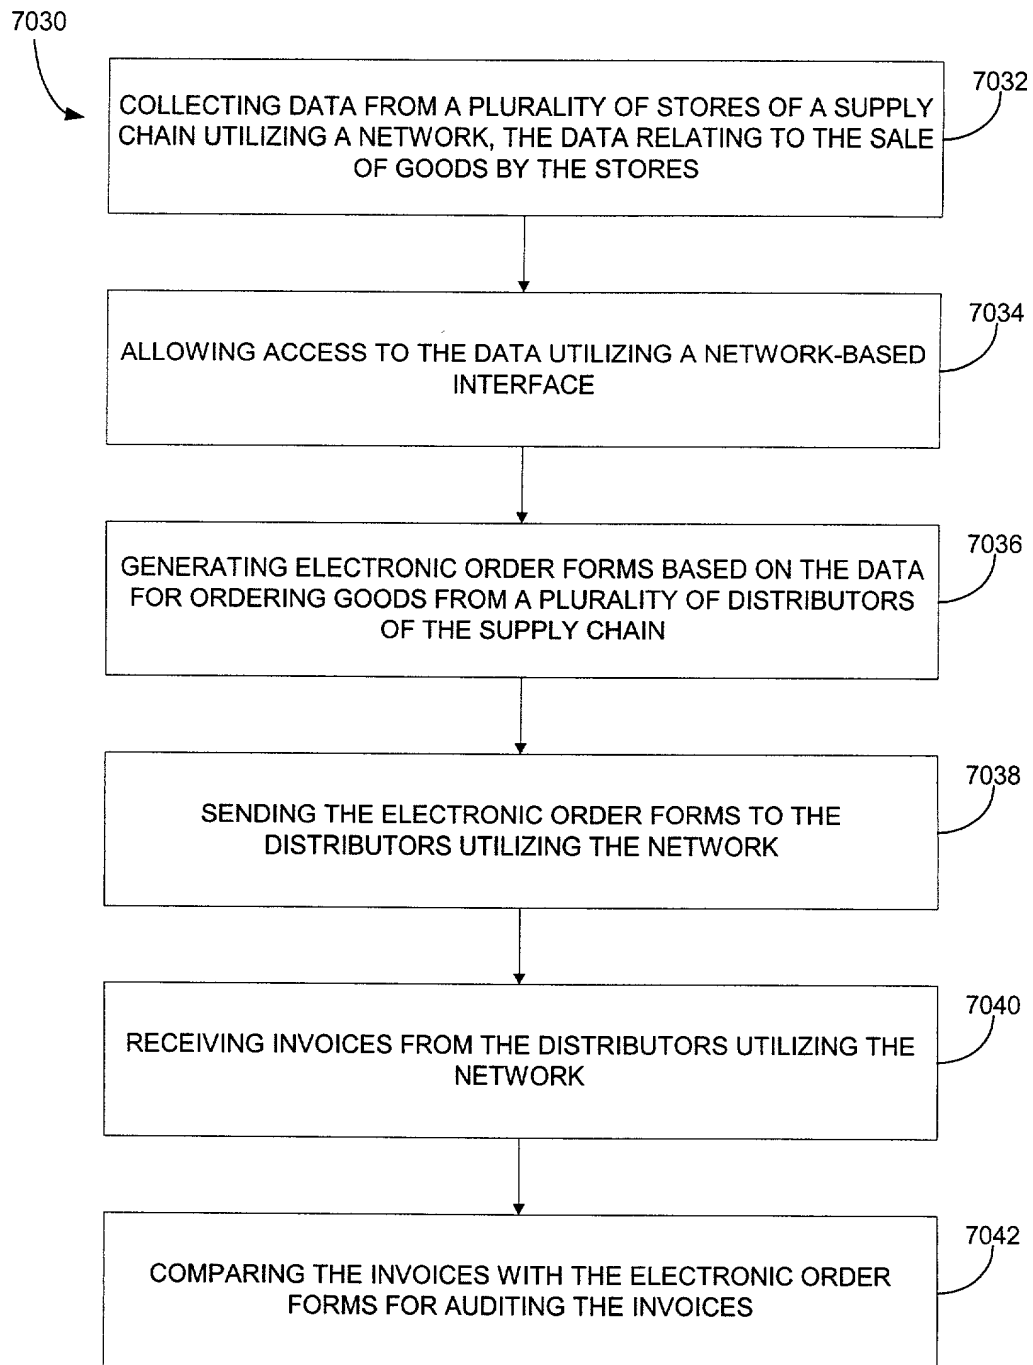 7030
7032
COLLECTING DATA FROM A PLURALITY OF STORES OF A SUPPLY
CHAIN UTILIZING A NETWORK, THE DATA RELATING TO THE SALE
OF GOODS BY THE STORES
7034
ALLOWING ACCESS TO THE DATA UTILIZING A NETWORK-BASED
INTERFACE
7036
GENERATING ELECTRONIC ORDER FORMS BASED ON THE DATA
FOR ORDERING GOODS FROM A PLURALITY OF DISTRIBUTORS
OF THE SUPPLY CHAIN
7038
SENDING THE ELECTRONIC ORDER FORMS TO THE
DISTRIBUTORS UTILIZING THE NETWORK
7040
RECEIVING INVOICES FROM THE DISTRIBUTORS UTILIZING THE
NETWORK
7042
COMPARING THE INVOICES WITH THE ELECTRONIC ORDER
FORMS FOR AUDITING THE INVOICES